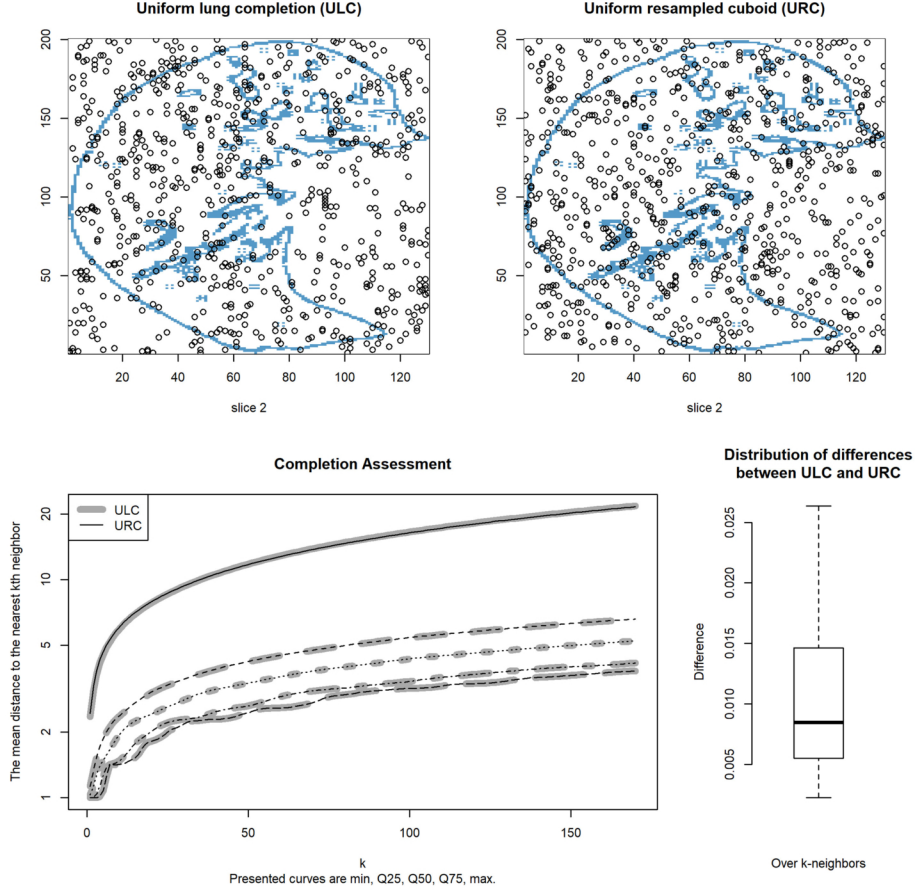 Uniform lung completion (ULC)
Uniform resampled cuboid (URC)
200
150
100
50
20 40 60 80 100 120
slice 2
200
150
100
50
20 40 60 80 100 120
slice 2
Completion Assessment
ULC
URC
The mean distance to the nearest kth neighbor
20
10
5
2
1
0 50 100 150
k
Presented curves are min, Q25, Q50, Q75, max.
Distribution of differences
between ULC and URC
Difference
0.025
0.020
0.015
0.010
0.005
Over k-neighbors